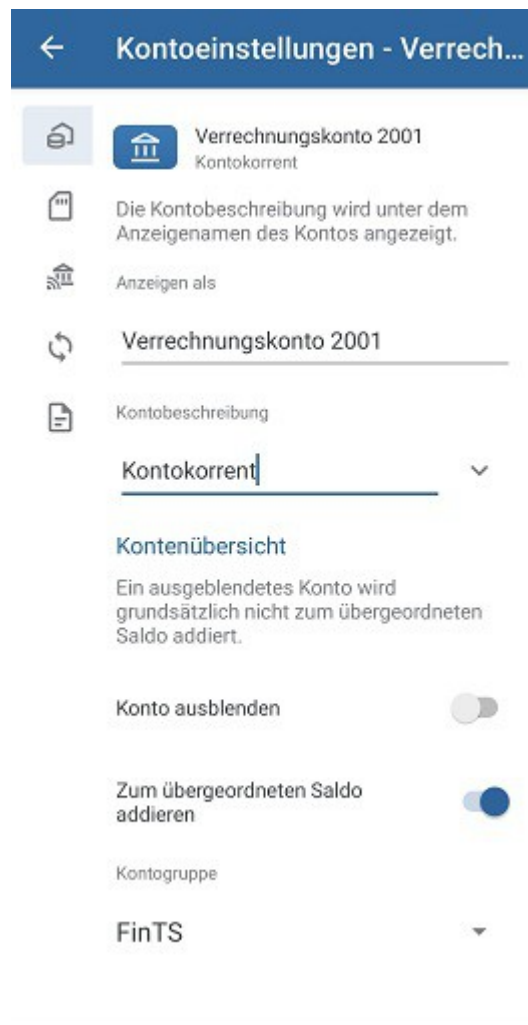 Kontoeinstellungen - Verrech...
Verrechnungskonto 2001
Kontokorrent
Die Kontobeschreibung wird unter dem
Anzeigenamen des Kontos angezeigt.
Anzeigen als
Verrechnungskonto 2001
Kontobeschreibung
Kontokorrent
Kontenübersicht
Ein ausgeblendetes Konto wird
grundsätzlich nicht zum übergeordneten
Saldo addiert.
Konto ausblenden
Zum übergeordneten Saldo
addieren
Kontogruppe
FinTS